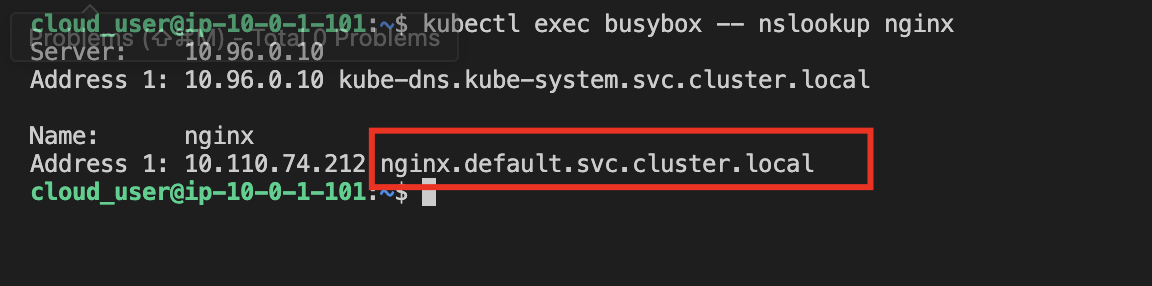 cloud_user@ip-10-0-1-101:~$ kubectl exec busybox -- nslookup nginx
Problems (⇧⌘M) - Total 0 Problems
Server:    10.96.0.10
Address 1: 10.96.0.10 kube-dns.kube-system.svc.cluster.local
Name:      nginx
Address 1: 10.110.74.212 nginx.default.svc.cluster.local
cloud_user@ip-10-0-1-101:~$